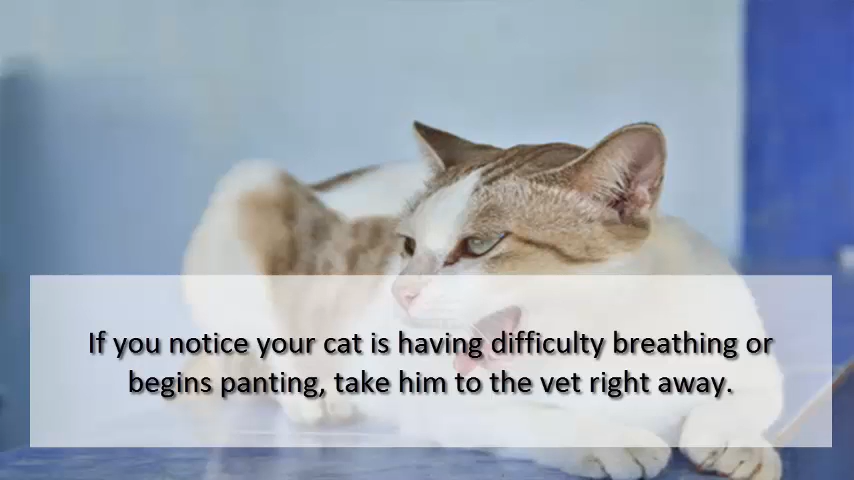 If you notice your cat is having difficulty breathing or
begins panting, take him to the vet right away.